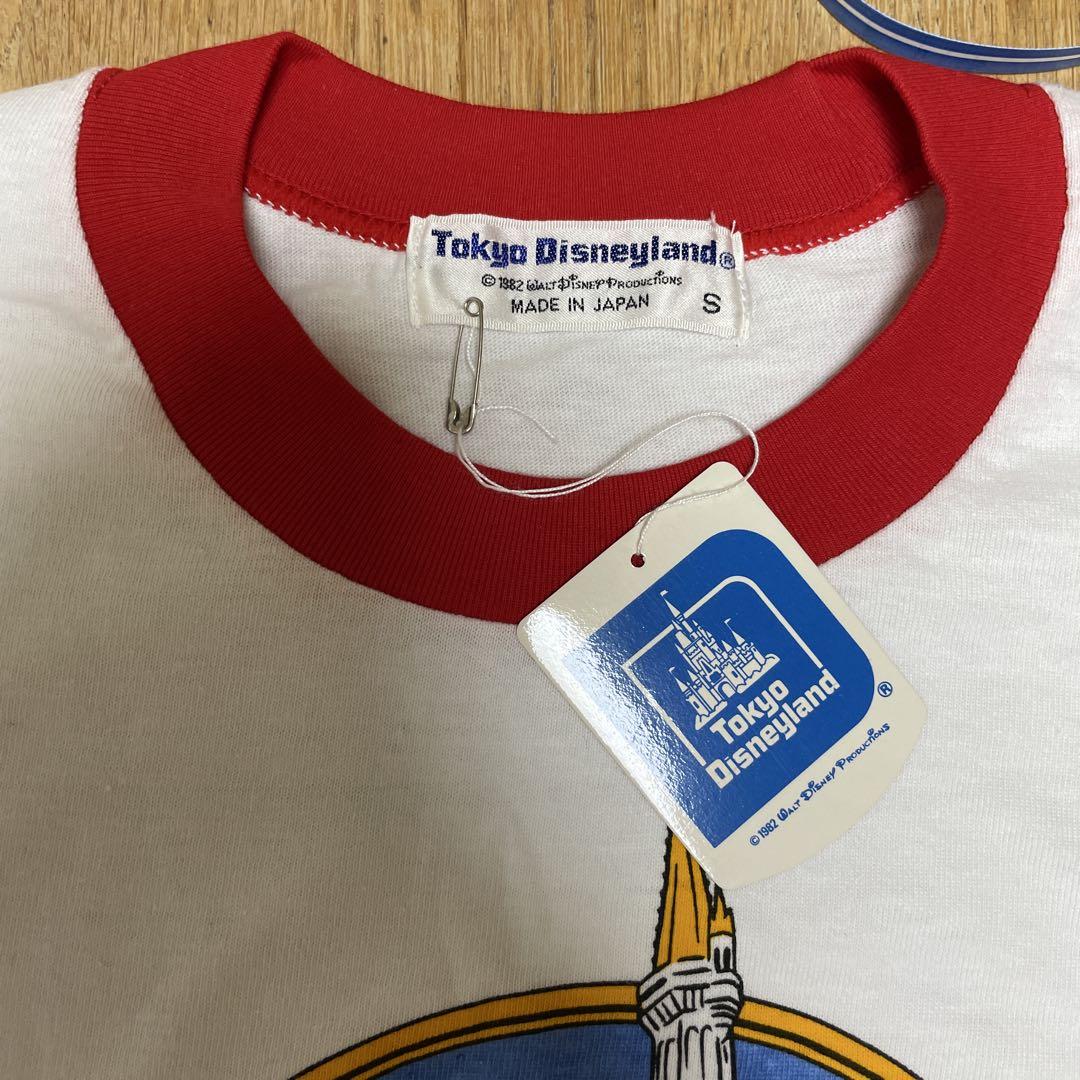 Tokyo Disneyland®
© 1982 WALT DISNEY PRODUCTIONS
MADE IN JAPAN S
Tokyo
Disneyland
®
© 1982 WALT DISNEY PRODUCTIONS